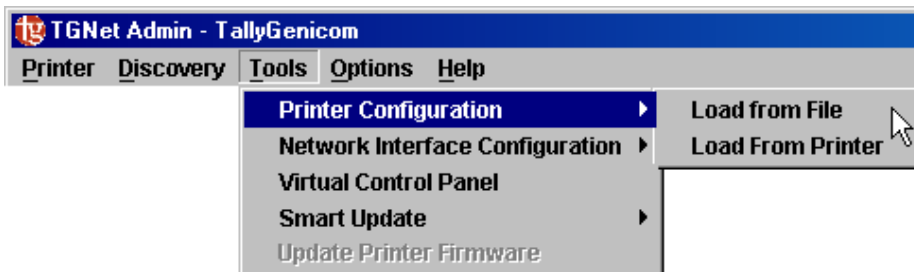 tg TGNet Admin - TallyGenicom
Printer Discovery Tools Options Help
Printer Configuration
Load from File
Network Interface Configuration
Load From Printer
Virtual Control Panel
Smart Update
Update Printer Firmware